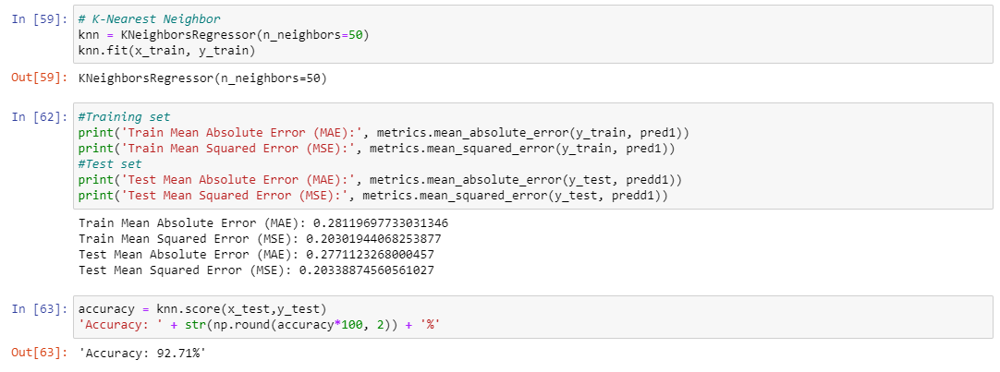 In [59]: # K-Nearest Neighbor
knn = KNeighborsRegressor(n_neighbors=50)
knn.fit(x_train, y_train)
Out[59]: KNeighborsRegressor(n_neighbors=50)
In [62]: #Training set
print('Train Mean Absolute Error (MAE):', metrics.mean_absolute_error(y_train, pred1))
print('Train Mean Squared Error (MSE):', metrics.mean_squared_error(y_train, pred1))
#Test set
print('Test Mean Absolute Error (MAE):', metrics.mean_absolute_error(y_test, predd1))
print('Test Mean Squared Error (MSE):', metrics.mean_squared_error(y_test, predd1))
Train Mean Absolute Error (MAE): 0.28119697733031346
Train Mean Squared Error (MSE): 0.20301944068253877
Test Mean Absolute Error (MAE): 0.2771123268000457
Test Mean Squared Error (MSE): 0.20338874560561027
In [63]: accuracy = knn.score(x_test,y_test)
'Accuracy: ' + str(np.round(accuracy*100, 2)) + '%'
Out[63]: 'Accuracy: 92.71%'